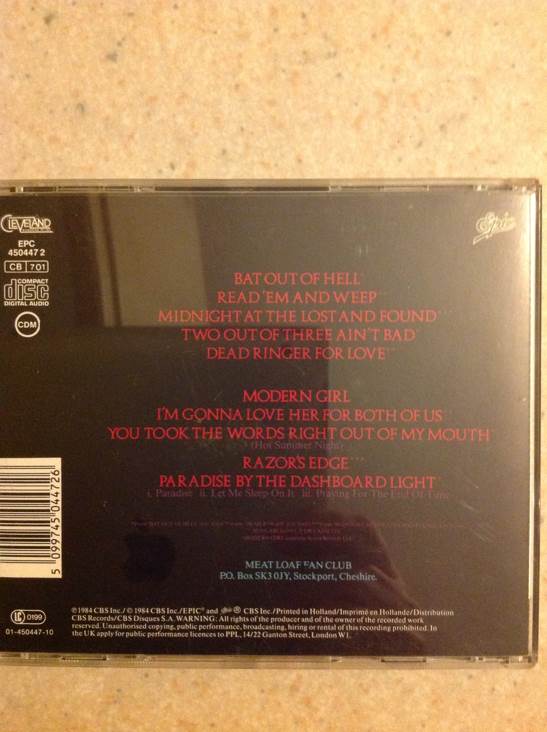 CLEVELAND
Epic
EPC
450447 2
CB 701
COMPACT
disc
DIGITAL AUDIO
CDM
BAT OUT OF HELL
READ 'EM AND WEEP
MIDNIGHT AT THE LOST AND FOUND
TWO OUT OF THREE AIN'T BAD
DEAD RINGER FOR LOVE
MODERN GIRL
I'M GONNA LOVE HER FOR BOTH OF US
YOU TOOK THE WORDS RIGHT OUT OF MY MOUTH
(Hot Summer Night)
RAZOR'S EDGE
PARADISE BY THE DASHBOARD LIGHT
i. Paradise ii. Let Me Sleep On It iii. Praying For The End Of Time
MEAT LOAF FAN CLUB
P.O. Box SK3 0JY, Stockport, Cheshire.
5 099745 044726
LC 0199
01-450447-10
℗ 1984 CBS Inc./ © 1984 CBS Inc./EPIC® and Epic ® CBS Inc./Printed in Holland/Imprimé en Hollande/Distribution
CBS Records/CBS Disques S.A. WARNING: All rights of the producer and of the owner of the recorded work
reserved. Unauthorised copying, public performance, broadcasting, hiring or rental of this recording prohibited. In
the UK apply for public performance licences to PPL, 14/22 Ganton Street, London W1.